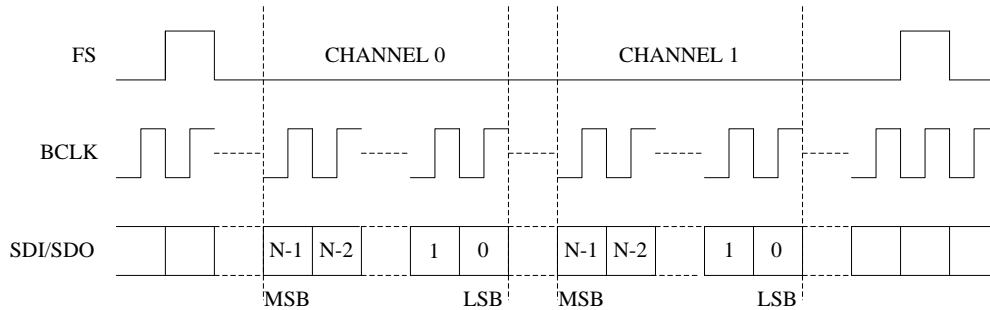 FS CHANNEL 0 CHANNEL 1
BCLK
SDI/SDO N-1 N-2 1 0 N-1 N-2 1 0
MSB LSB MSB LSB